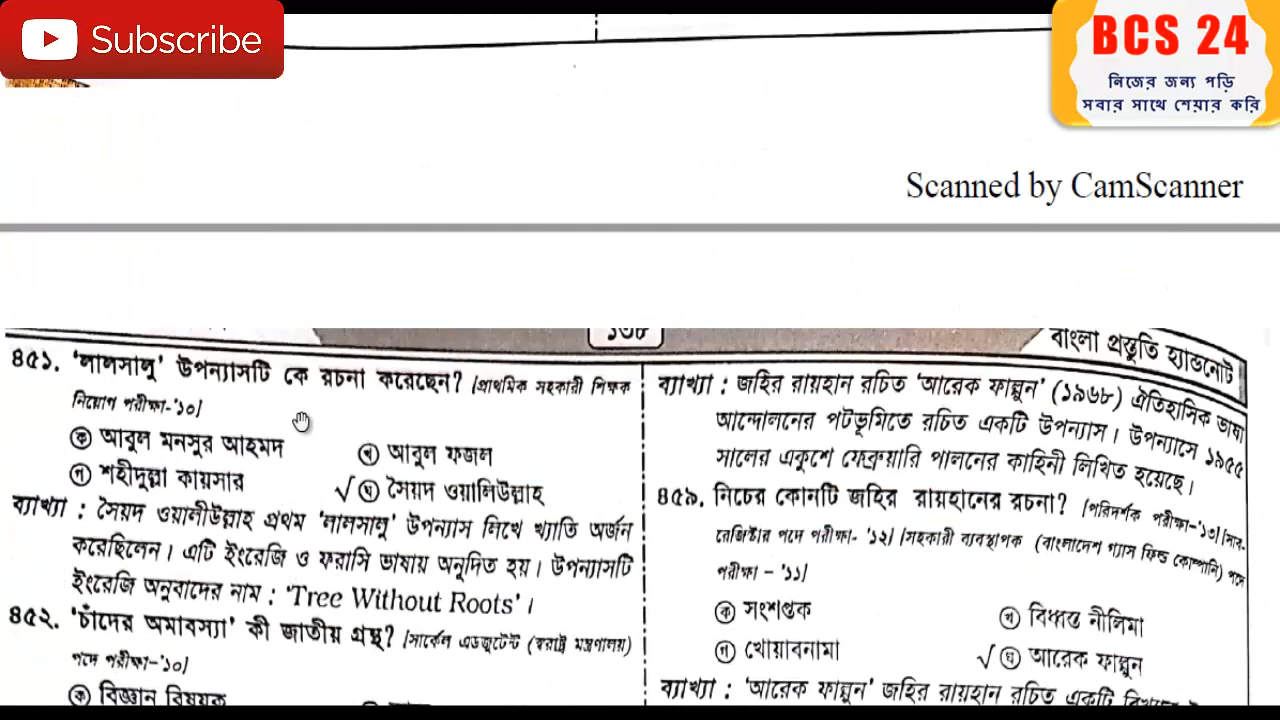 Subscribe
BCS 24
নিজের জন্য পড়ি
সবার সাথে শেয়ার করি
Scanned by CamScanner
১৩৮
বাংলা প্রস্তুতি হ্যান্ডনোট
৪৫১. 'লালসালু' উপন্যাসটি কে রচনা করেছেন? [প্রাথমিক সহকারী শিক্ষক
নিয়োগ পরীক্ষা-'১০]
ক আবুল মনসুর আহমদ
খ আবুল ফজল
গ শহীদুল্লা কায়সার
√ ঘ সৈয়দ ওয়ালিউল্লাহ
ব্যাখ্যা : সৈয়দ ওয়ালীউল্লাহ প্রথম 'লালসালু' উপন্যাস লিখে খ্যাতি অর্জন
করেছিলেন। এটি ইংরেজি ও ফরাসি ভাষায় অনূদিত হয়। উপন্যাসটি
ইংরেজি অনুবাদের নাম : 'Tree Without Roots'।
৪৫২. 'চাঁদের অমাবস্যা' কী জাতীয় গ্রন্থ? [সার্কেল এডজুটেন্ট (স্বরাষ্ট্র মন্ত্রণালয়)
পদে পরীক্ষা-'১০]
ক বিজ্ঞান বিষয়ক
ব্যাখ্যা : জহির রায়হান রচিত 'আরেক ফাল্গুন' (১৯৬৮) ঐতিহাসিক ভাষা
আন্দোলনের পটভূমিতে রচিত একটি উপন্যাস। উপন্যাসে ১৯৫৫
সালের একুশে ফেব্রুয়ারি পালনের কাহিনী লিখিত হয়েছে।
৪৫৯. নিচের কোনটি জহির রায়হানের রচনা? [পরিদর্শক পরীক্ষা-'১৩]/[সাব-
রেজিস্টার পদে পরীক্ষা- '১২]/[সহকারী ব্যবস্থাপক (বাংলাদেশ গ্যাস ফিল্ড কোম্পানি) পদে
পরীক্ষা – '১১]
ক সংশপ্তক
খ বিধ্বস্ত নীলিমা
গ খোয়াবনামা
√ ঘ আরেক ফাল্গুন
ব্যাখ্যা : 'আরেক ফাল্গুন' জহির রায়হান রচিত একটি